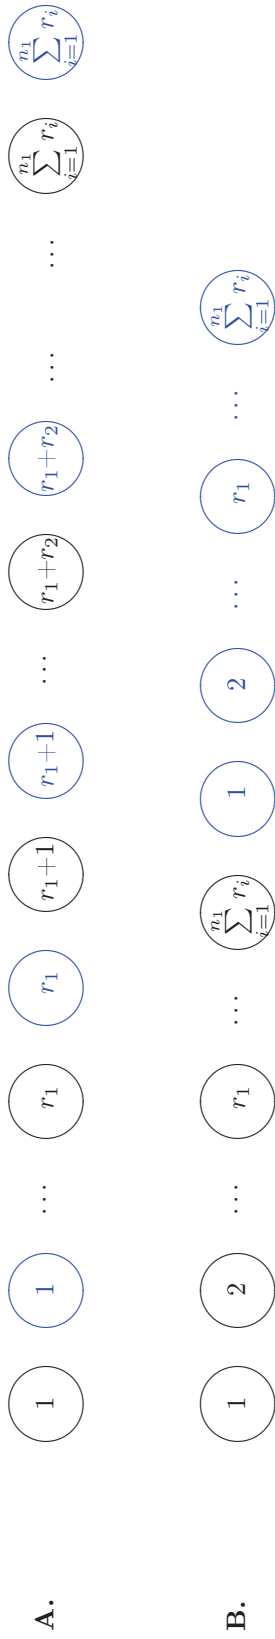 A. 1 1 ... r₁ r₁ r₁+1 r₁+1 ... r₁+r₂ r₁+r₂ ... ... ∑ᵢ₌₁ⁿ₁ rᵢ ∑ᵢ₌₁ⁿ₁ rᵢ
B. 1 2 ... r₁ ... ∑ᵢ₌₁ⁿ₁ rᵢ 1 2 ... r₁ ... ∑ᵢ₌₁ⁿ₁ rᵢ